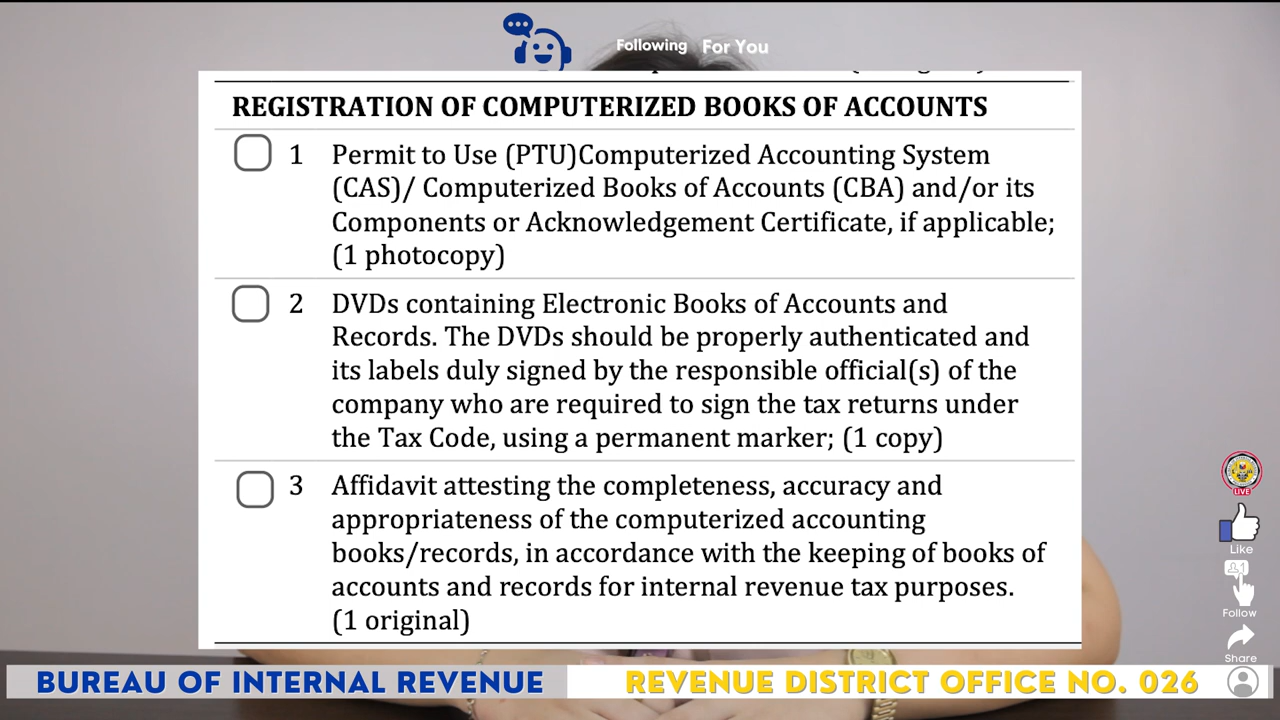 Following For You
REGISTRATION OF COMPUTERIZED BOOKS OF ACCOUNTS
1 Permit to Use (PTU)Computerized Accounting System
(CAS)/ Computerized Books of Accounts (CBA) and/or its
Components or Acknowledgement Certificate, if applicable;
(1 photocopy)
2 DVDs containing Electronic Books of Accounts and
Records. The DVDs should be properly authenticated and
its labels duly signed by the responsible official(s) of the
company who are required to sign the tax returns under
the Tax Code, using a permanent marker; (1 copy)
3 Affidavit attesting the completeness, accuracy and
appropriateness of the computerized accounting
books/records, in accordance with the keeping of books of
accounts and records for internal revenue tax purposes.
(1 original)
LIVE
Like
1
Follow
Share
BUREAU OF INTERNAL REVENUE REVENUE DISTRICT OFFICE NO. 026